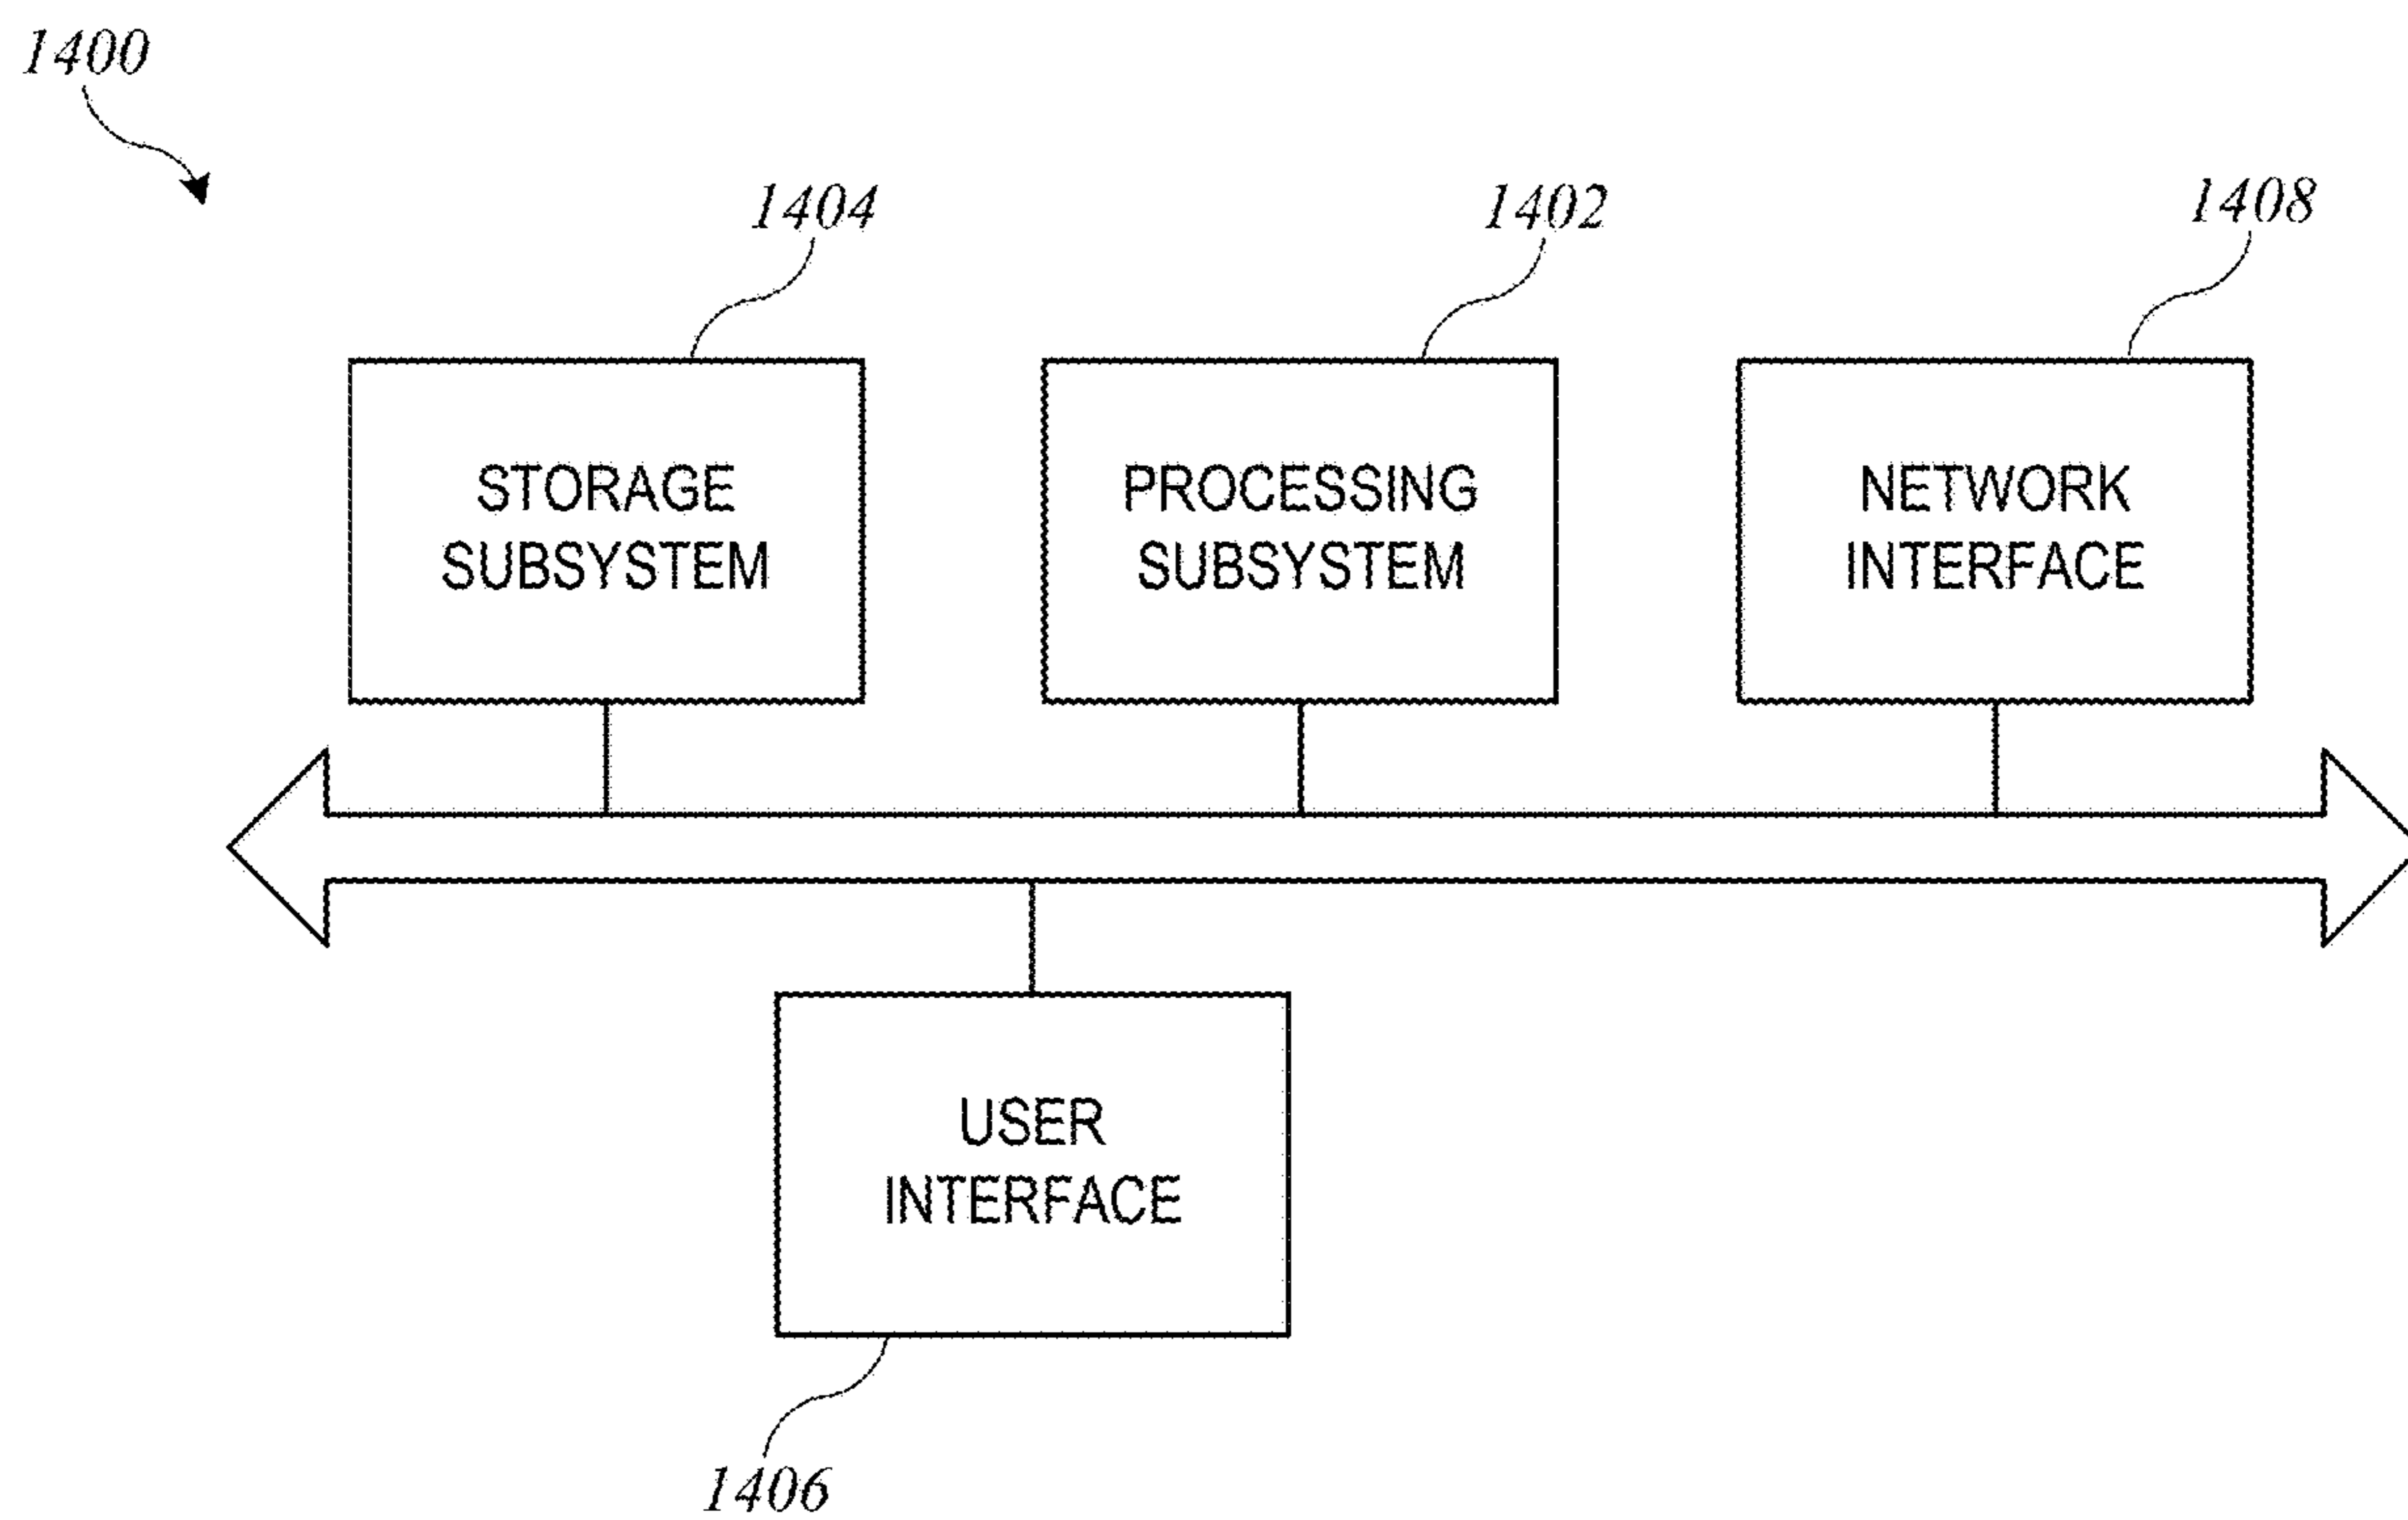 1400
1404
1402
1408
STORAGE
SUBSYSTEM
PROCESSING
SUBSYSTEM
NETWORK
INTERFACE
USER
INTERFACE
1406